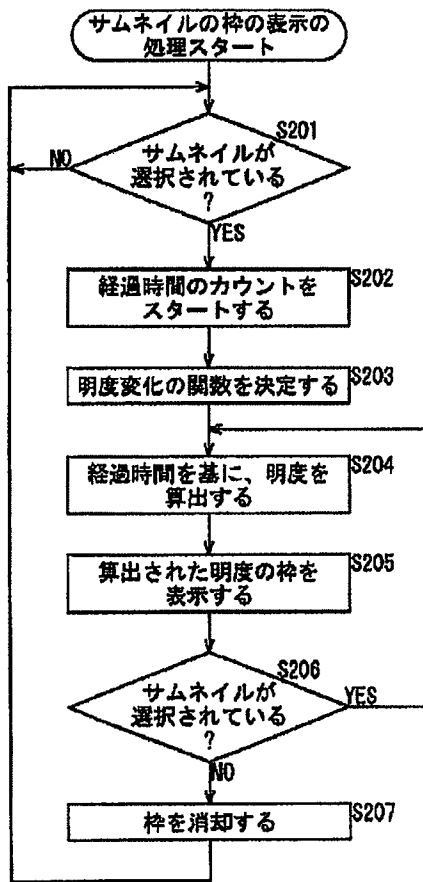 サムネイルの枠の表示の
処理スタート
S201
NO
サムネイルが
選択されている
?
YES
S202
経過時間のカウントを
スタートする
S203
明度変化の関数を決定する
S204
経過時間を基に、明度を
算出する
S205
算出された明度の枠を
表示する
S206
サムネイルが
選択されている
?
YES
NO
S207
枠を消却する